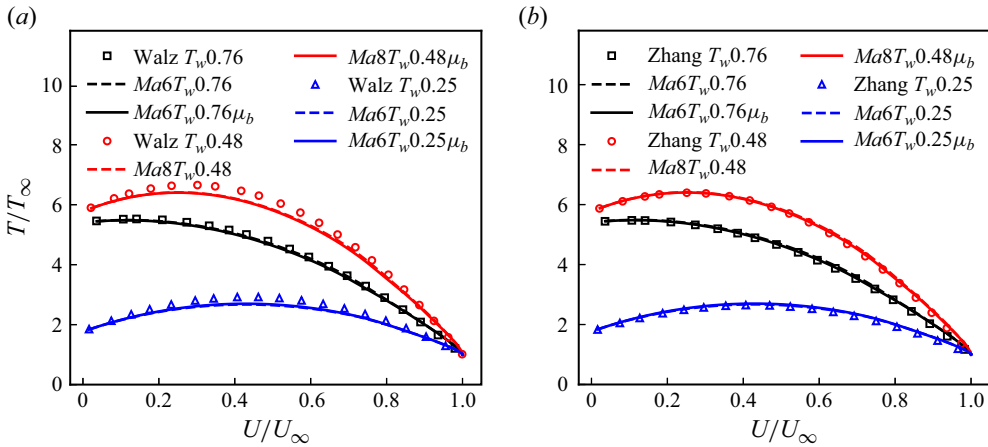 (a)
Walz T_w0.76
Ma6T_w0.76
Ma6T_w0.76μ_b
Walz T_w0.48
Ma8T_w0.48
Ma8T_w0.48μ_b
Walz T_w0.25
Ma6T_w0.25
Ma6T_w0.25μ_b
T/T_∞
10
8
6
4
2
0
0
0.2
0.4
0.6
0.8
1.0
U/U_∞
(b)
Zhang T_w0.76
Ma6T_w0.76
Ma6T_w0.76μ_b
Zhang T_w0.48
Ma8T_w0.48
Ma8T_w0.48μ_b
Zhang T_w0.25
Ma6T_w0.25
Ma6T_w0.25μ_b
10
8
6
4
2
0
0
0.2
0.4
0.6
0.8
1.0
U/U_∞